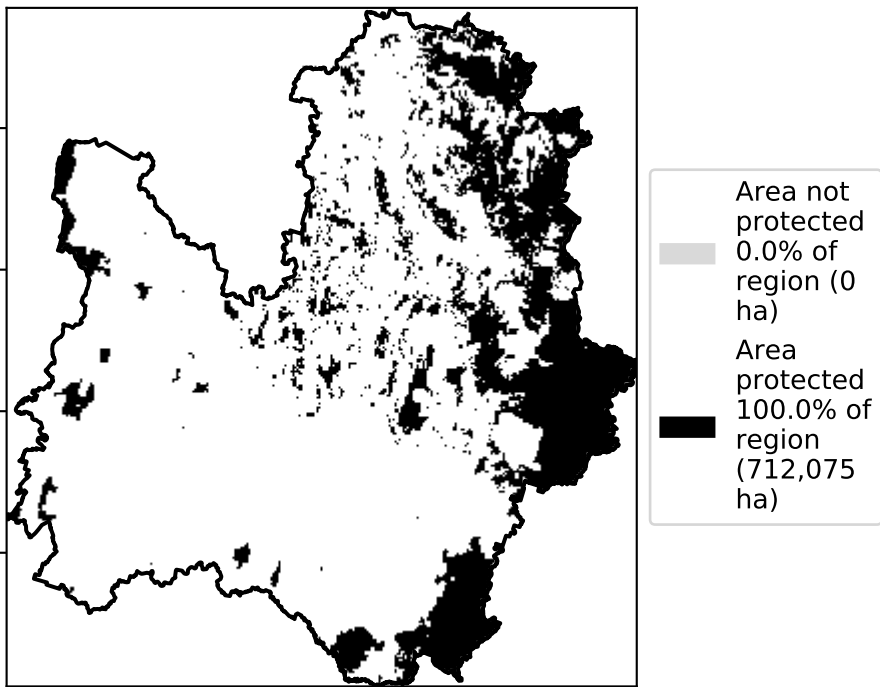 Area not
protected
0.0% of
region (0
ha)
Area
protected
100.0% of
region
(712,075
ha)